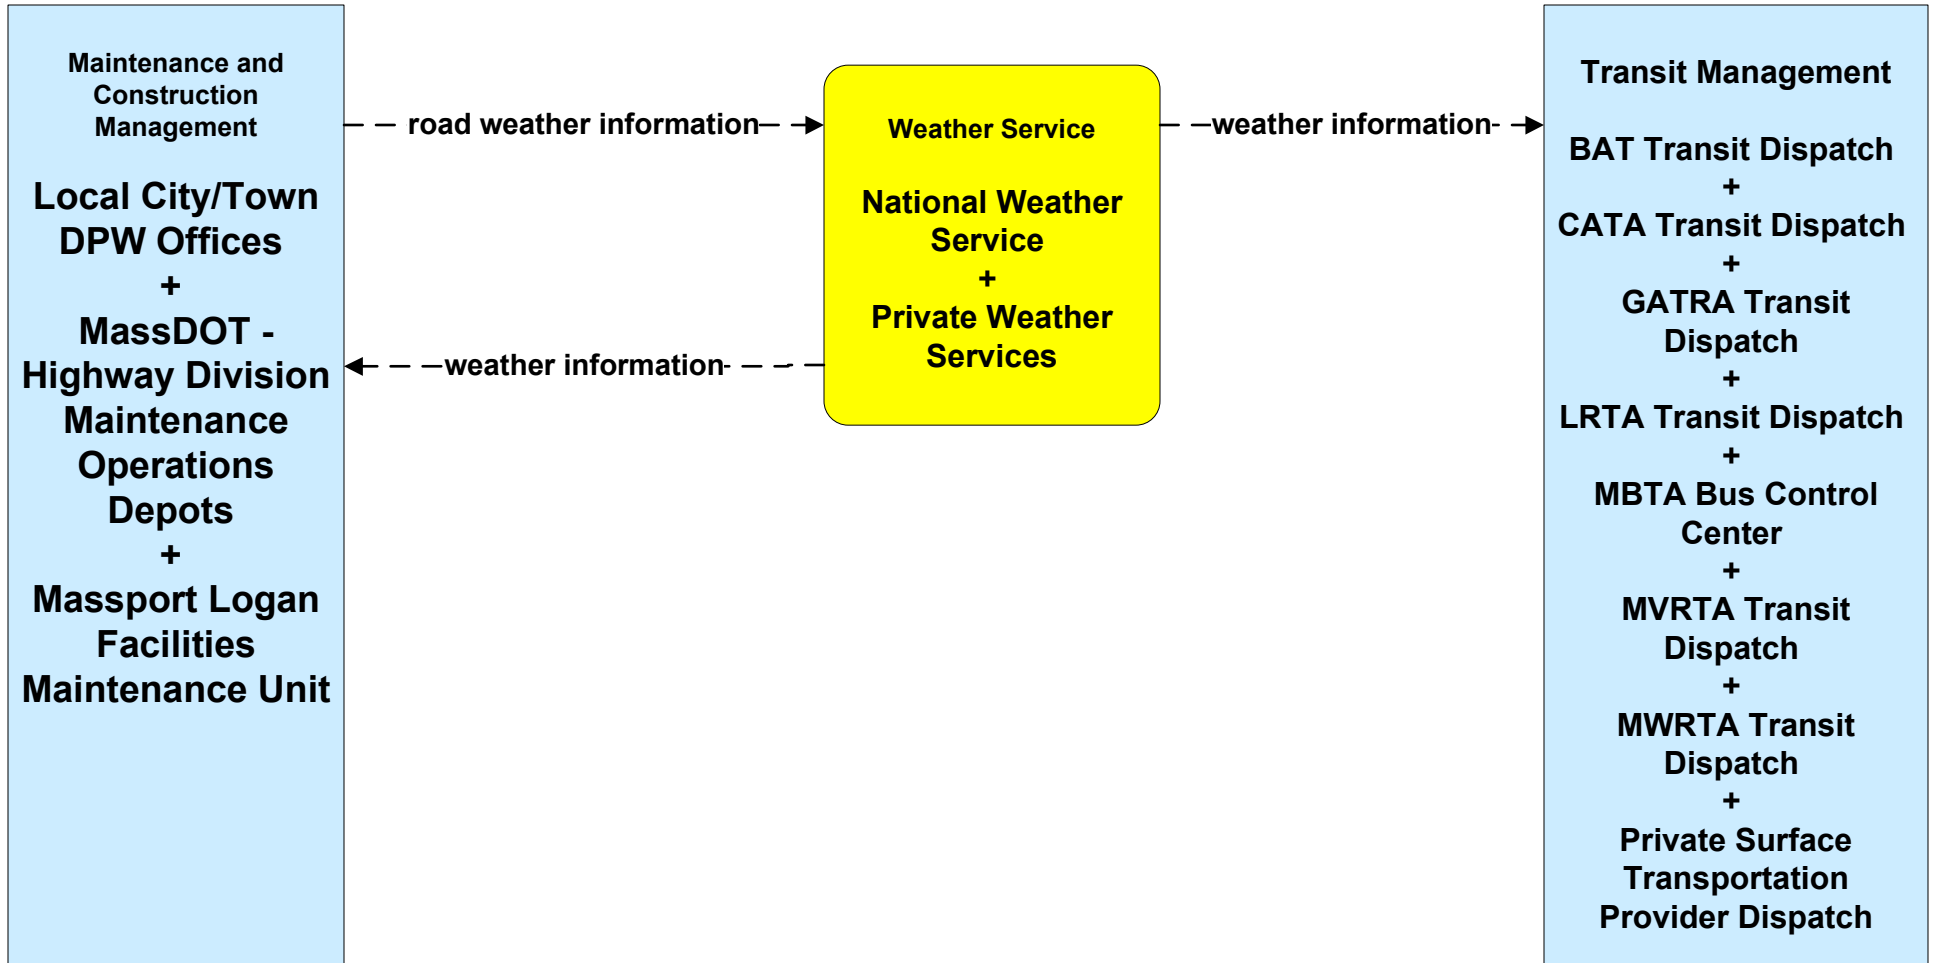 Maintenance and
Construction
Management
Local City/Town
DPW Offices
+
MassDOT -
Highway Division
Maintenance
Operations
Depots
+
Massport Logan
Facilities
Maintenance Unit
road weather information
weather information
Weather Service
National Weather
Service
+
Private Weather
Services
weather information
Transit Management
BAT Transit Dispatch
+
CATA Transit Dispatch
+
GATRA Transit
Dispatch
+
LRTA Transit Dispatch
+
MBTA Bus Control
Center
+
MVRTA Transit
Dispatch
+
MWRTA Transit
Dispatch
+
Private Surface
Transportation
Provider Dispatch